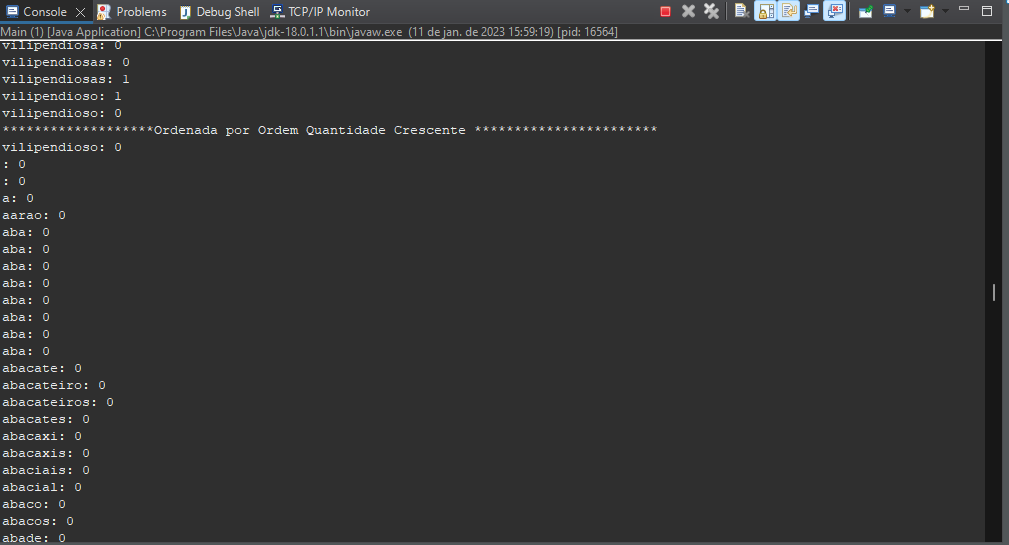 Console Problems Debug Shell TCP/IP Monitor
Main (1) [Java Application] C:\Program Files\Java\jdk-18.0.1.1\bin\javaw.exe (11 de jan. de 2023 15:59:19) [pid: 16564]
vilipendiosa: 0
vilipendiosas: 0
vilipendiosas: 1
vilipendioso: 1
vilipendioso: 0
*******************Ordenada por Ordem Quantidade Crescente ***********************
vilipendioso: 0
: 0
: 0
a: 0
aarao: 0
aba: 0
aba: 0
aba: 0
aba: 0
aba: 0
aba: 0
aba: 0
aba: 0
abacate: 0
abacateiro: 0
abacateiros: 0
abacates: 0
abacaxi: 0
abacaxis: 0
abaciais: 0
abacial: 0
abaco: 0
abacos: 0
abade: 0